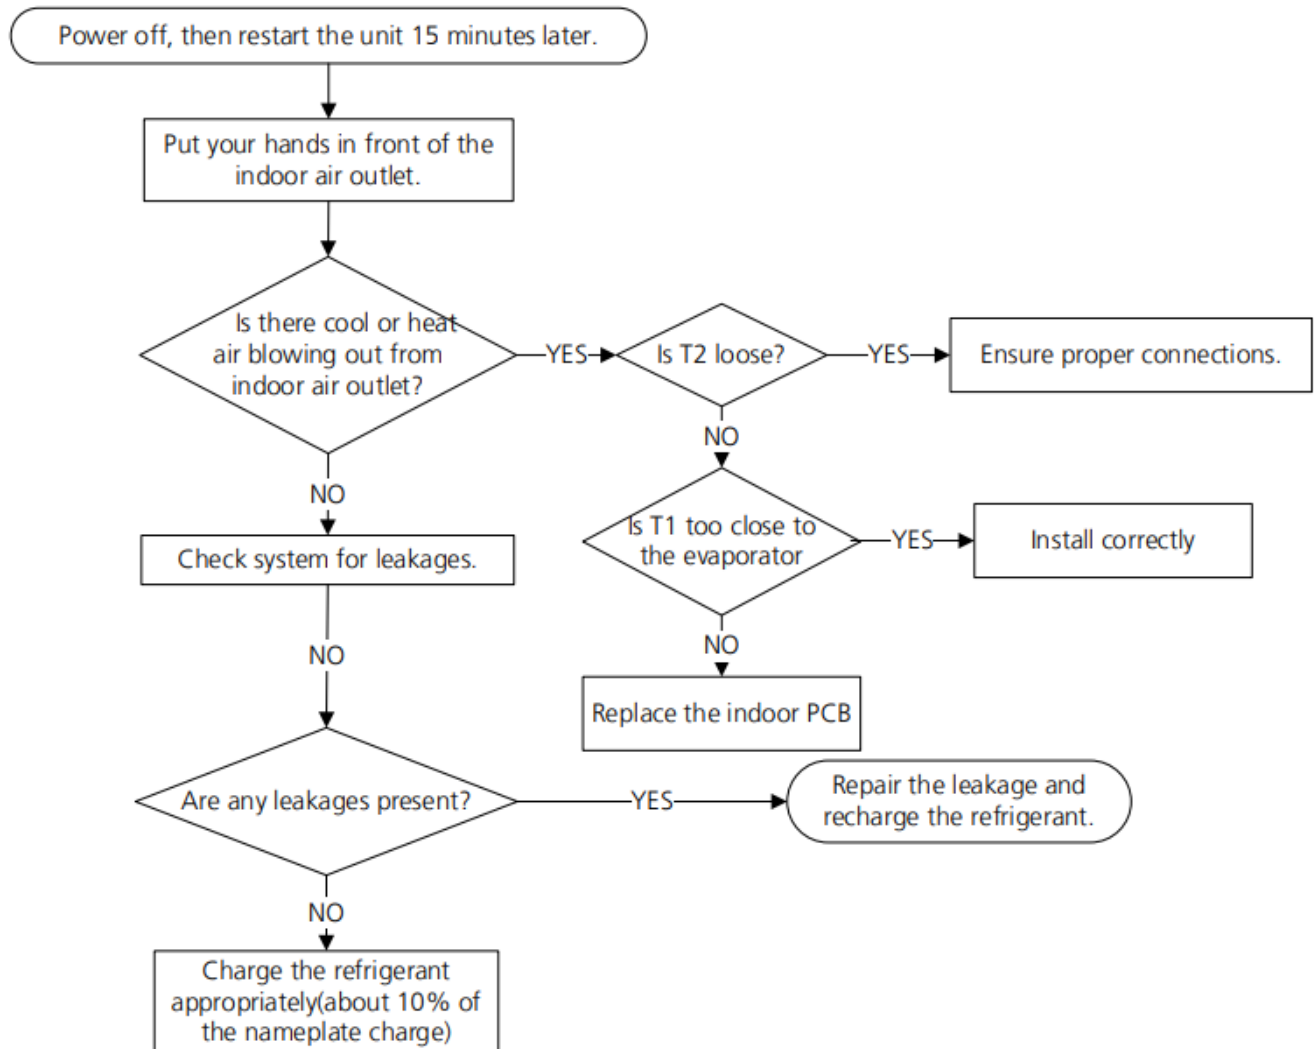 Power off, then restart the unit 15 minutes later.
Put your hands in front of the
indoor air outlet.
Is there cool or heat
air blowing out from
indoor air outlet?
YES
Is T2 loose?
YES
Ensure proper connections.
NO
NO
Is T1 too close to
the evaporator
YES
Install correctly
Check system for leakages.
NO
NO
Replace the indoor PCB
Are any leakages present?
YES
Repair the leakage and
recharge the refrigerant.
NO
Charge the refrigerant
appropriately(about 10% of
the nameplate charge)